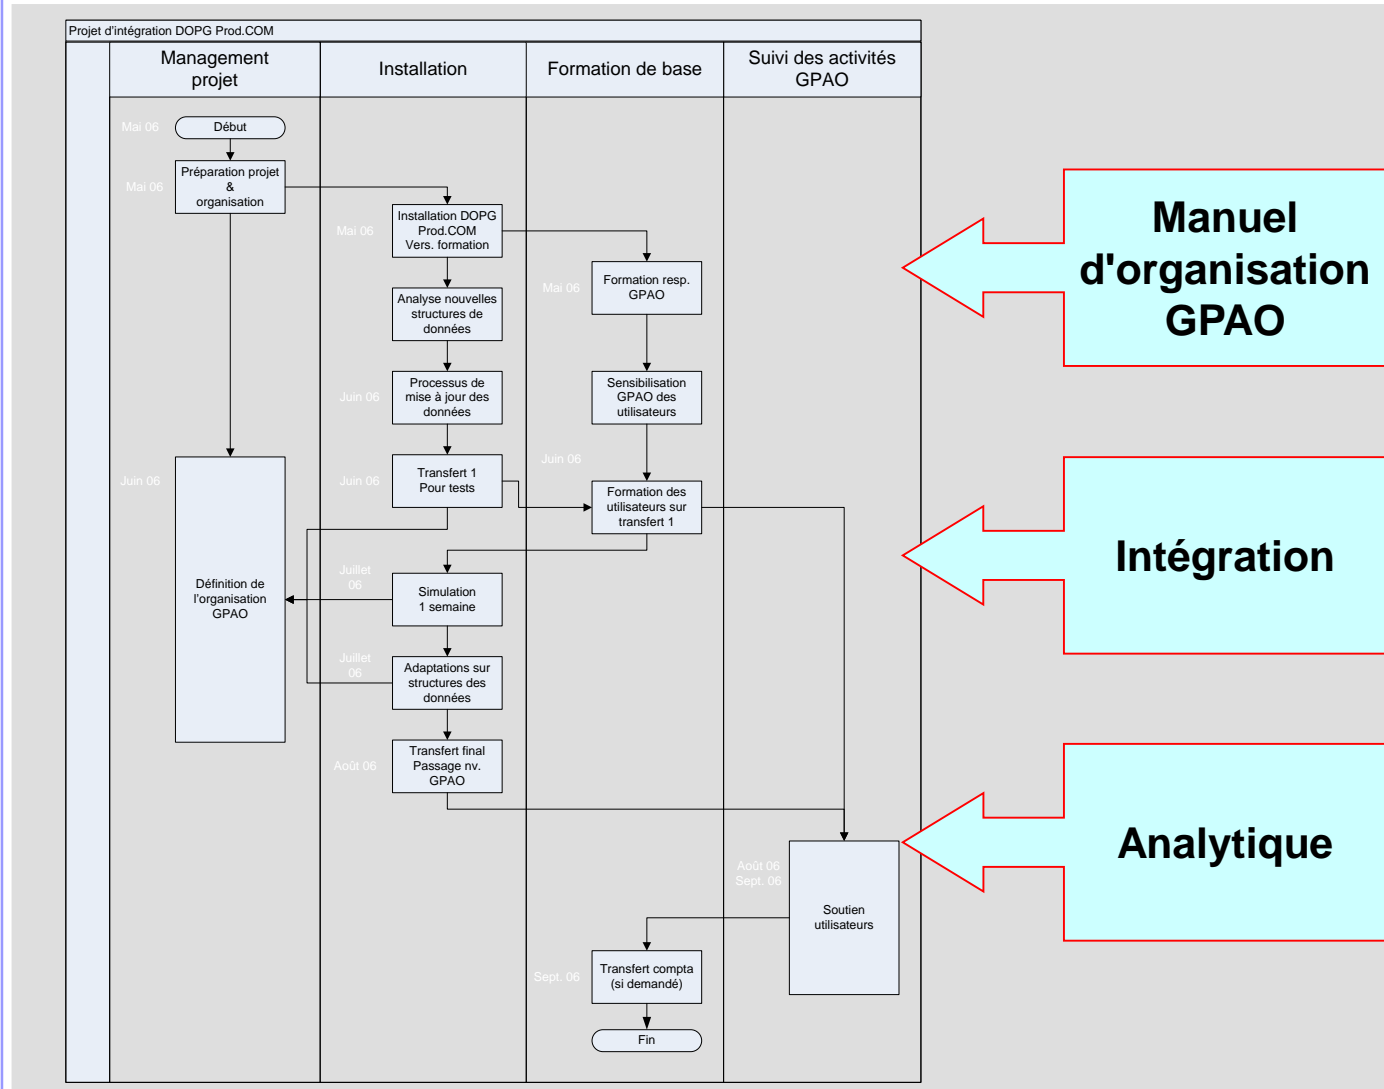 Projet d'intégration DOPG Prod.COM
Management
projet
Installation
Formation de base
Suivi des activités
GPAO
Mai 06
Début
Mai 06
Préparation projet
&
organisation
Mai 06
Installation DOPG
Prod.COM
Vers. formation
Mai 06
Formation resp.
GPAO
Analyse nouvelles
structures de
données
Juin 06
Processus de
mise à jour des
données
Sensibilisation
GPAO des
utilisateurs
Juin 06
Juin 06
Juin 06
Transfert 1
Pour tests
Formation des
utilisateurs sur
transfert 1
Juillet
06
Simulation
1 semaine
Définition de
l'organisation
GPAO
Juillet
06
Adaptations sur
structures des
données
Août 06
Transfert final
Passage nv.
GPAO
Août 06
Sept. 06
Soutien
utilisateurs
Sept. 06
Transfert compta
(si demandé)
Fin
Manuel
d'organisation
GPAO
Intégration
Analytique